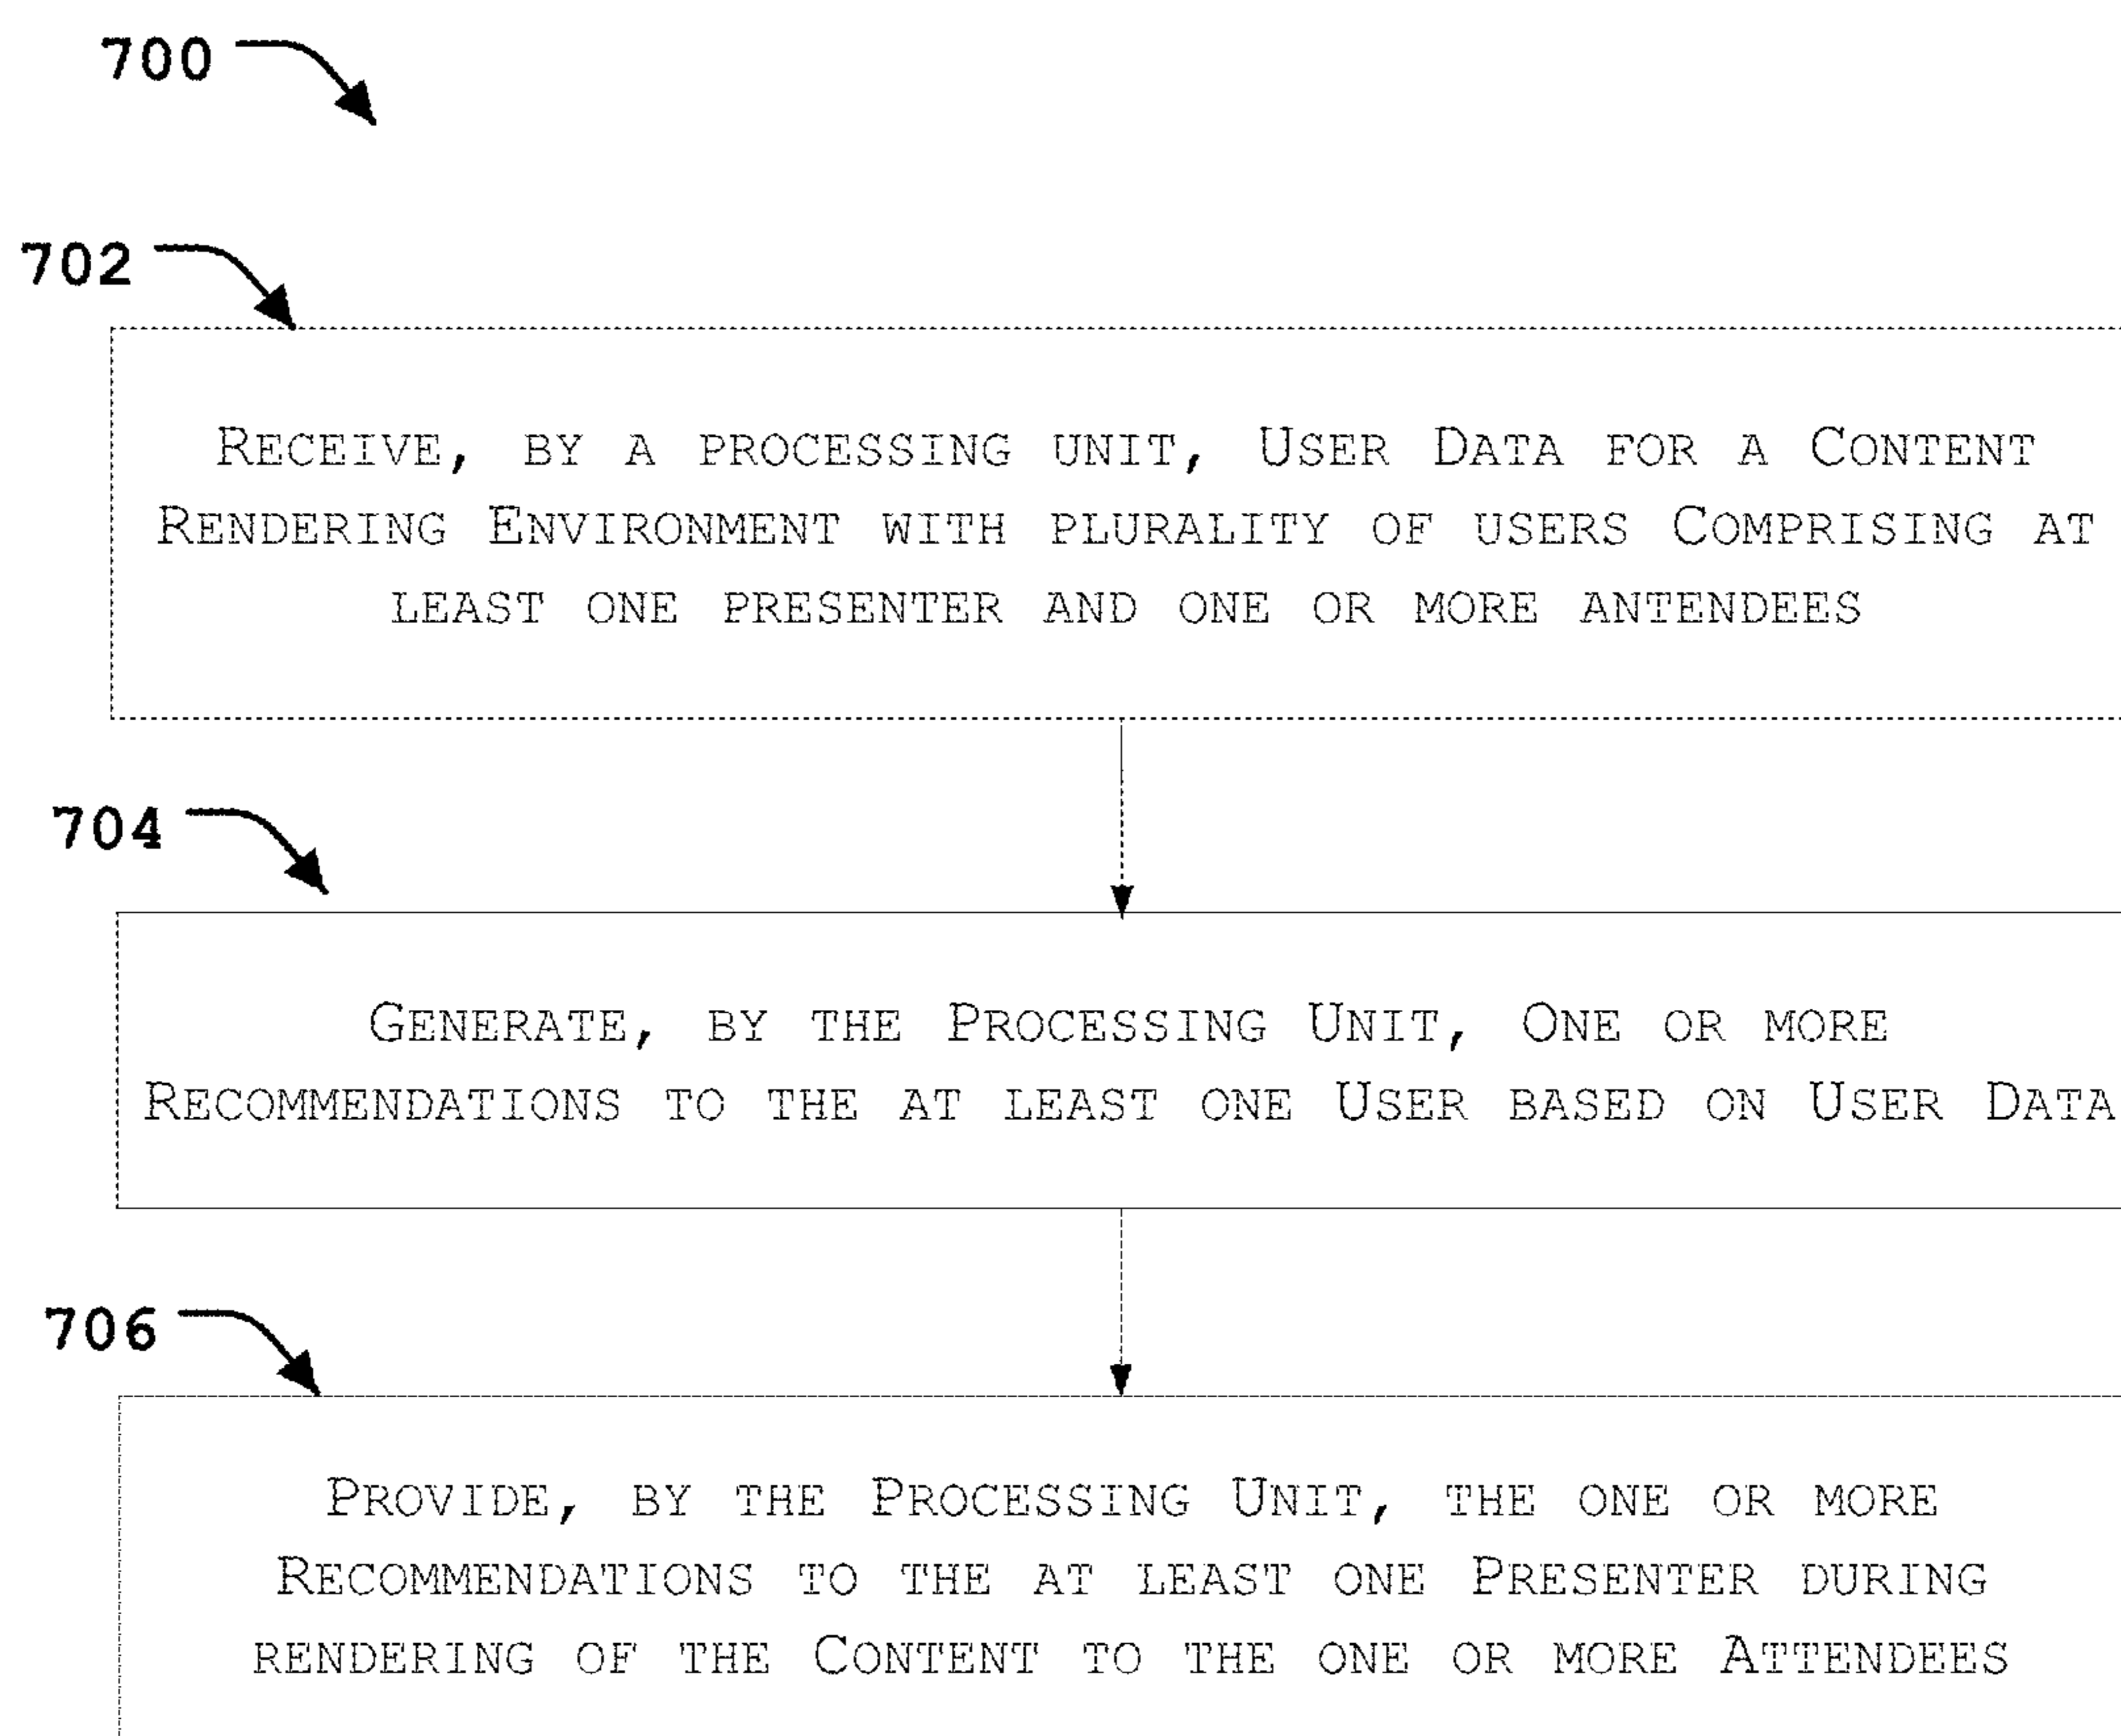 700
702
RECEIVE, BY A PROCESSING UNIT, USER DATA FOR A CONTENT
RENDERING ENVIRONMENT WITH PLURALITY OF USERS COMPRISING AT
LEAST ONE PRESENTER AND ONE OR MORE ANTENDEES
704
GENERATE, BY THE PROCESSING UNIT, ONE OR MORE
RECOMMENDATIONS TO THE AT LEAST ONE USER BASED ON USER DATA
706
PROVIDE, BY THE PROCESSING UNIT, THE ONE OR MORE
RECOMMENDATIONS TO THE AT LEAST ONE PRESENTER DURING
RENDERING OF THE CONTENT TO THE ONE OR MORE ATTENDEES